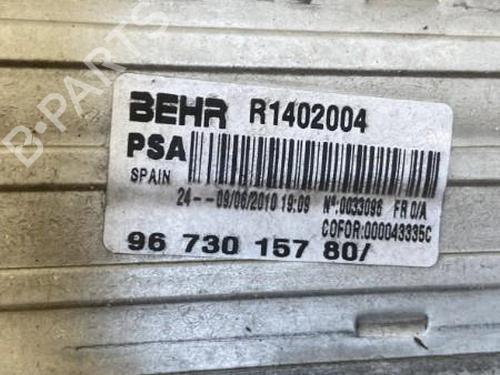 BEHR R1402004
PSA
SPAIN
24--09/06/2010 19:09 Nº:0033096 FR 0/A
COFOR:000043335C
96 730 157 80/
B-PARTS